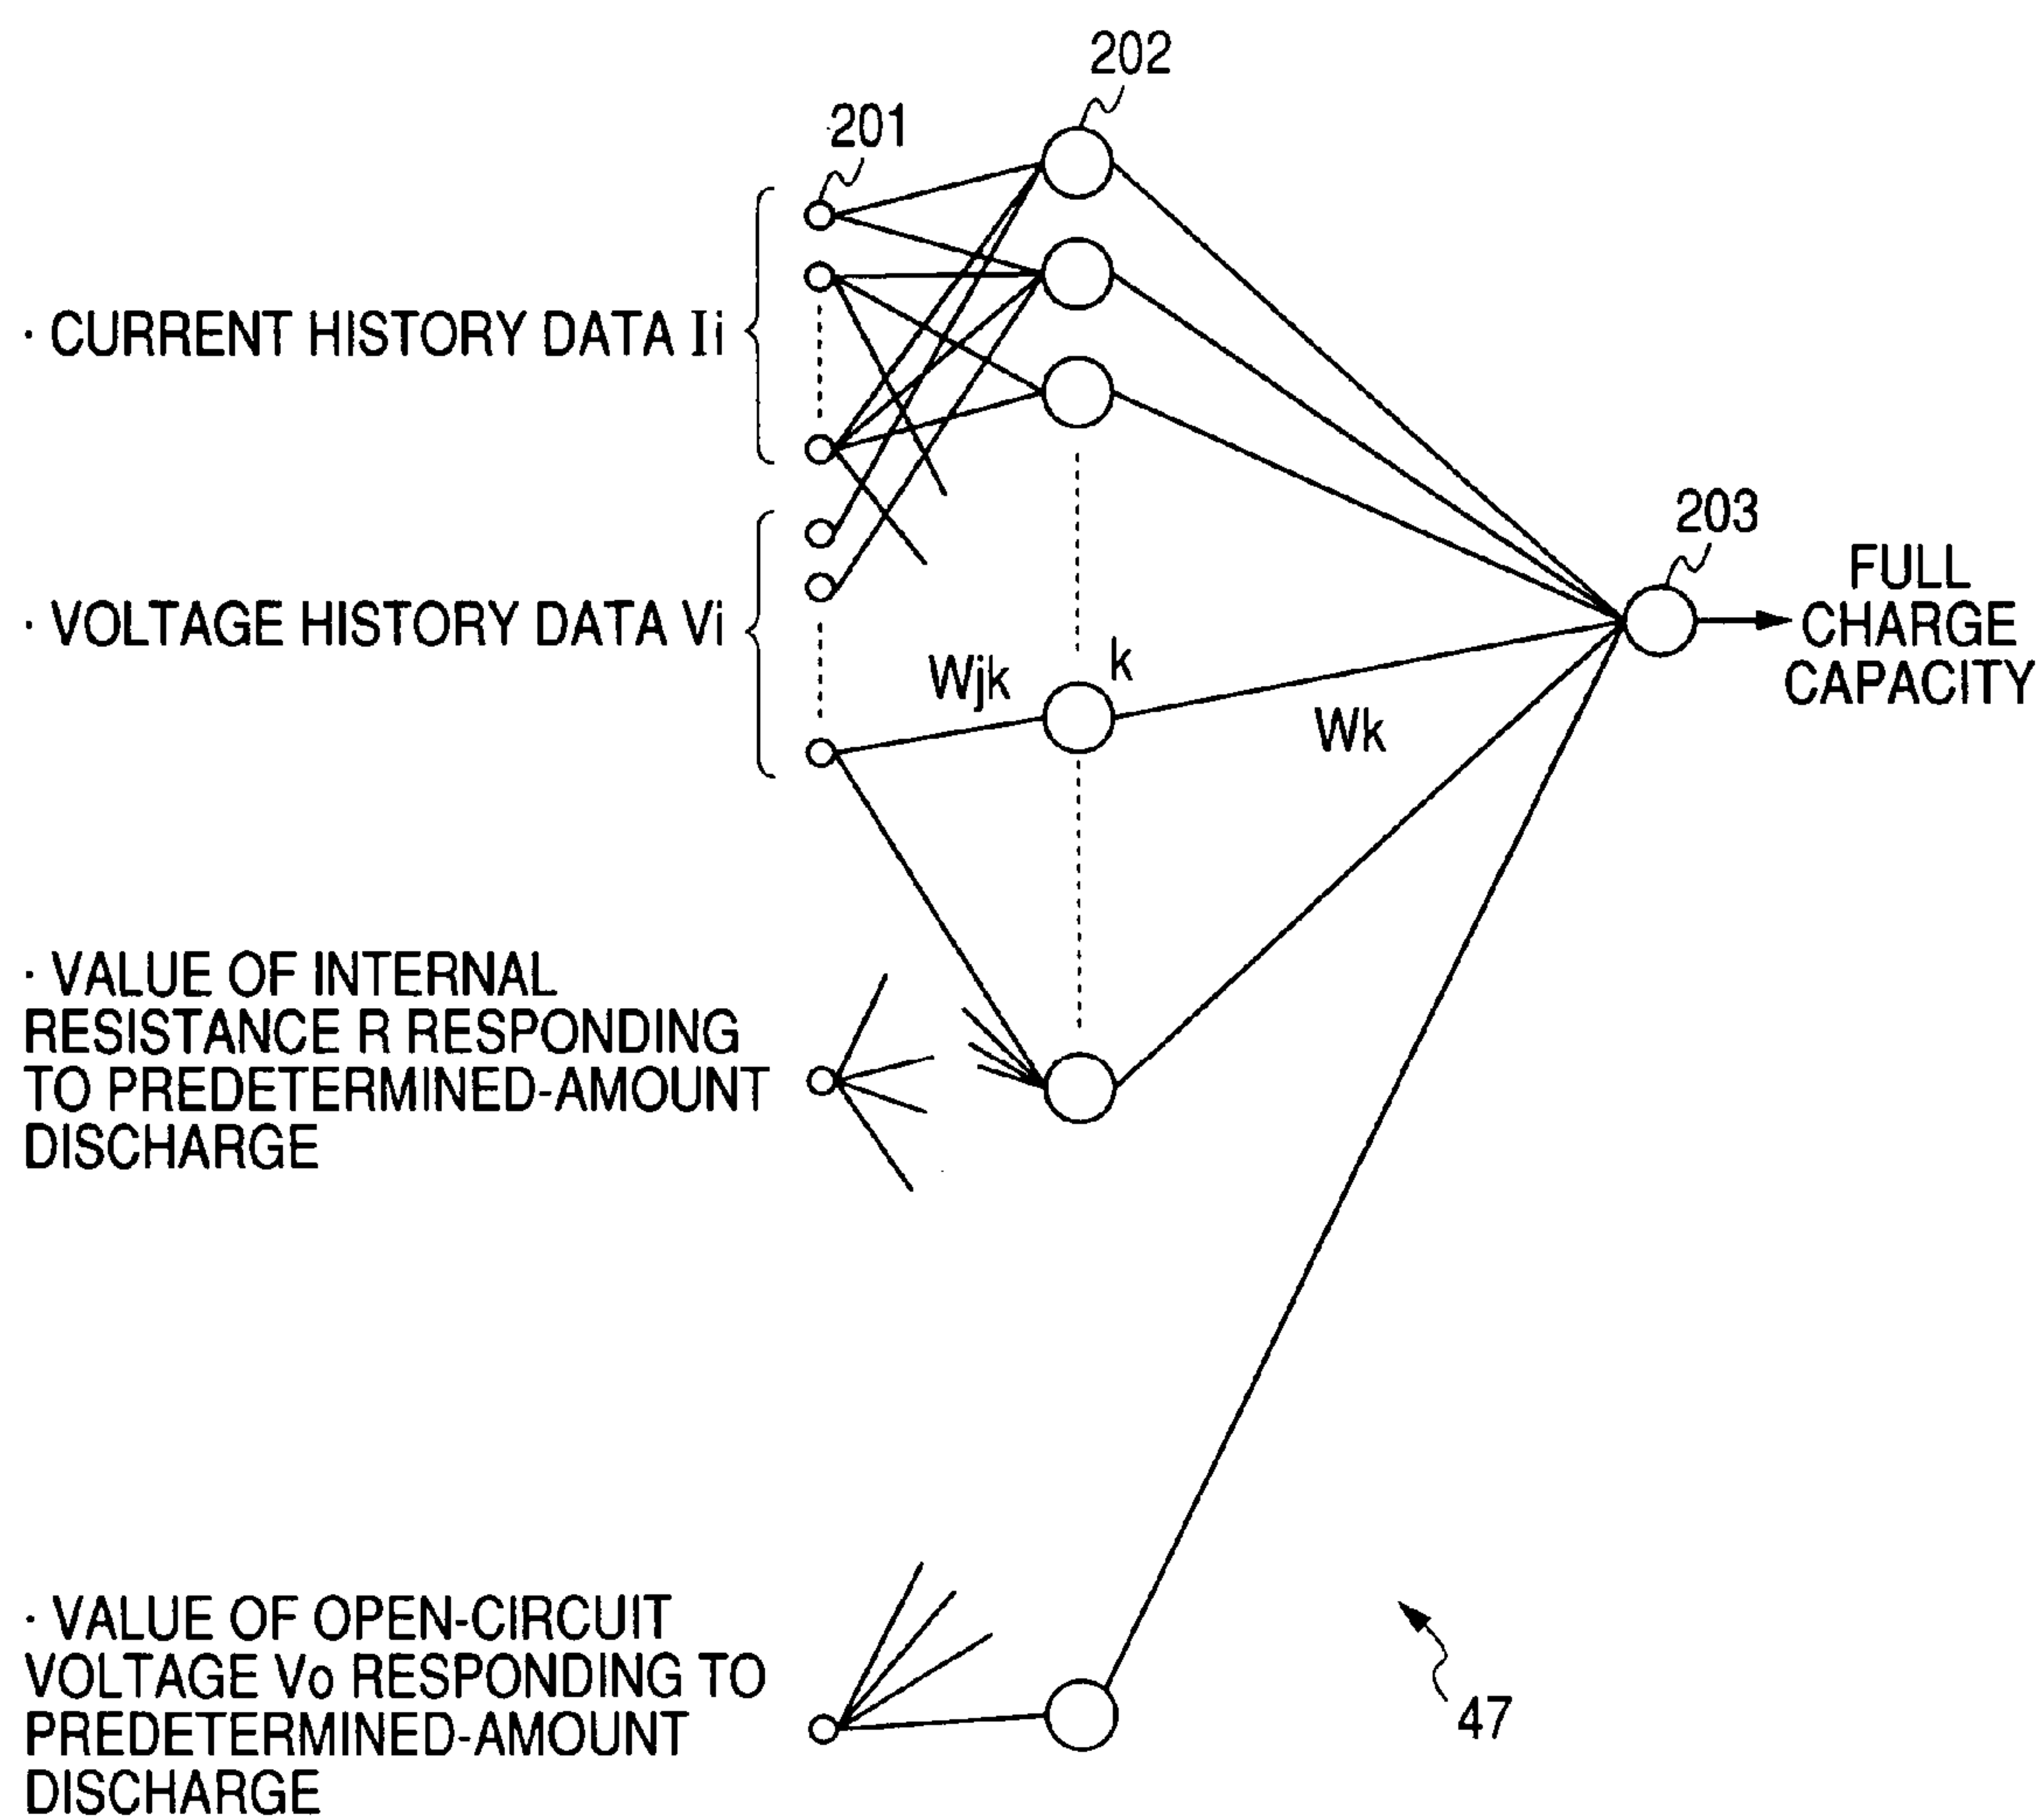 202
201
· CURRENT HISTORY DATA Ii
203
FULL
CHARGE
CAPACITY
· VOLTAGE HISTORY DATA Vi
Wjk
k
Wk
· VALUE OF INTERNAL
RESISTANCE R RESPONDING
TO PREDETERMINED-AMOUNT
DISCHARGE
· VALUE OF OPEN-CIRCUIT
VOLTAGE Vo RESPONDING TO
PREDETERMINED-AMOUNT
DISCHARGE
47